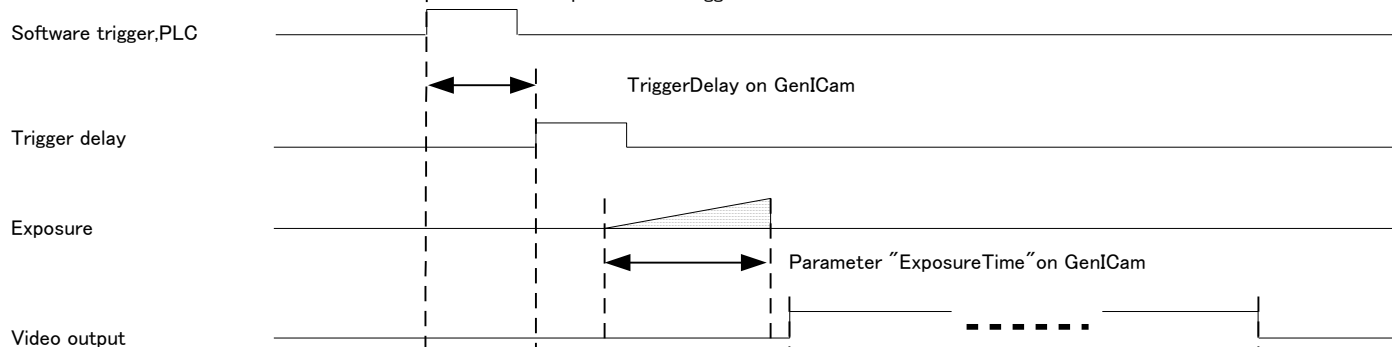 Software trigger,PLC
TriggerDelay on GenICam
Trigger delay
Exposure
Parameter "ExposureTime"on GenICam
Video output